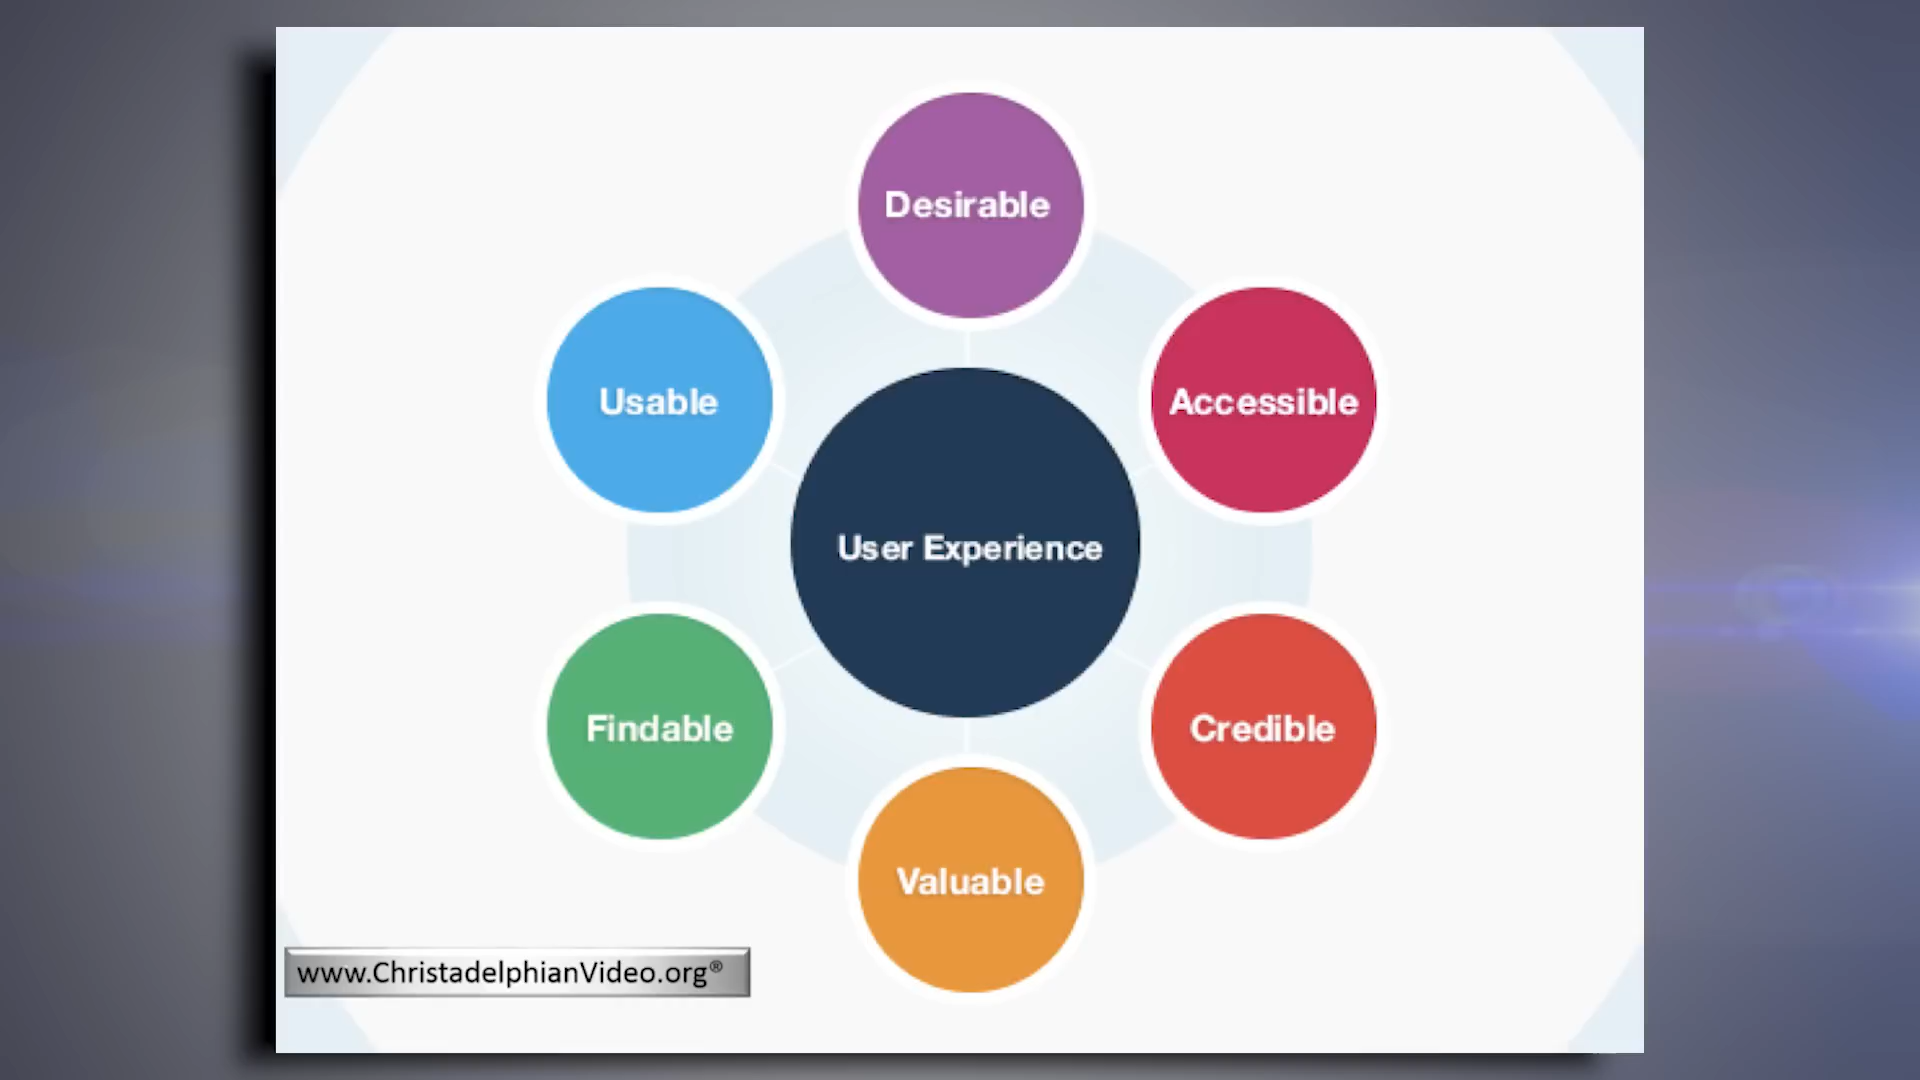 Desirable
Usable
Accessible
User Experience
Findable
Credible
Valuable
www.ChristadelphianVideo.org®